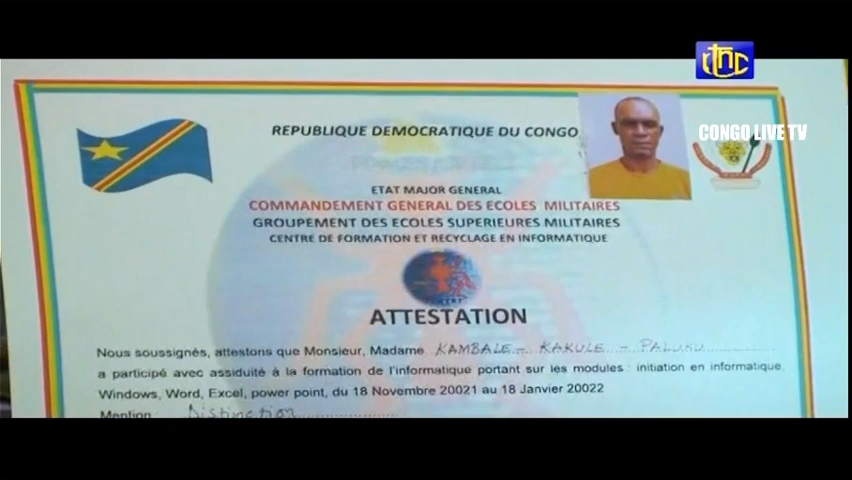 rtnc
CONGO LIVE TV
REPUBLIQUE DEMOCRATIQUE DU CONGO
ETAT MAJOR GENERAL
COMMANDEMENT GENERAL DES ECOLES MILITAIRES
GROUPEMENT DES ECOLES SUPERIEURES MILITAIRES
CENTRE DE FORMATION ET RECYCLAGE EN INFORMATIQUE
ATTESTATION
Nous soussignés, attestons que Monsieur, Madame KAMBALE - KAKULE - PALUKU
a participé avec assiduité à la formation de l'informatique portant sur les modules : initiation en informatique,
Windows, Word, Excel, power point, du 18 Novembre 20021 au 18 Janvier 20022
Mention : Distinction